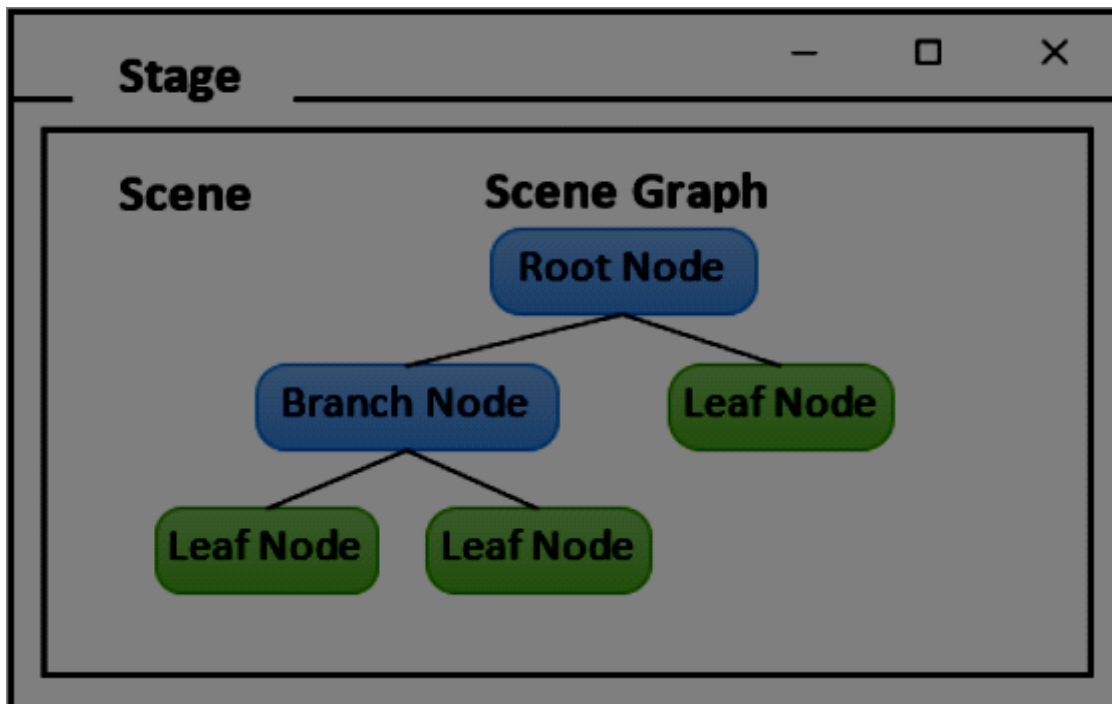 Stage
Scene
Scene Graph
Root Node
Branch Node
Leaf Node
Leaf Node
Leaf Node